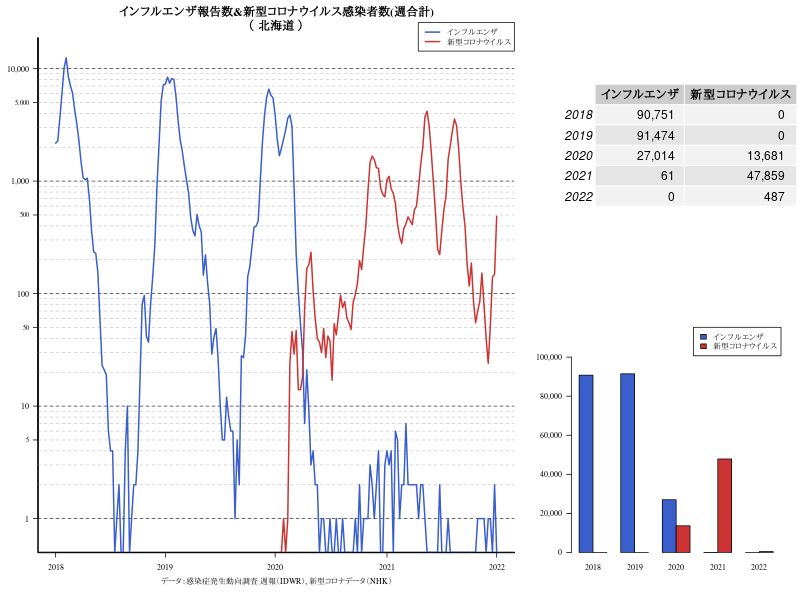 インフルエンザ報告数&新型コロナウイルス感染者数(週合計)
( 北海道 )
インフルエンザ
新型コロナウイルス
10,000
5,000
1,000
500
100
50
10
5
1
2018 2019 2020 2021 2022
データ：感染症発生動向調査 週報(IDWR)、新型コロナデータ(NHK)
インフルエンザ 新型コロナウイルス
2018 90,751 0
2019 91,474 0
2020 27,014 13,681
2021 61 47,859
2022 0 487
インフルエンザ
新型コロナウイルス
100,000
80,000
60,000
40,000
20,000
0
2018 2019 2020 2021 2022